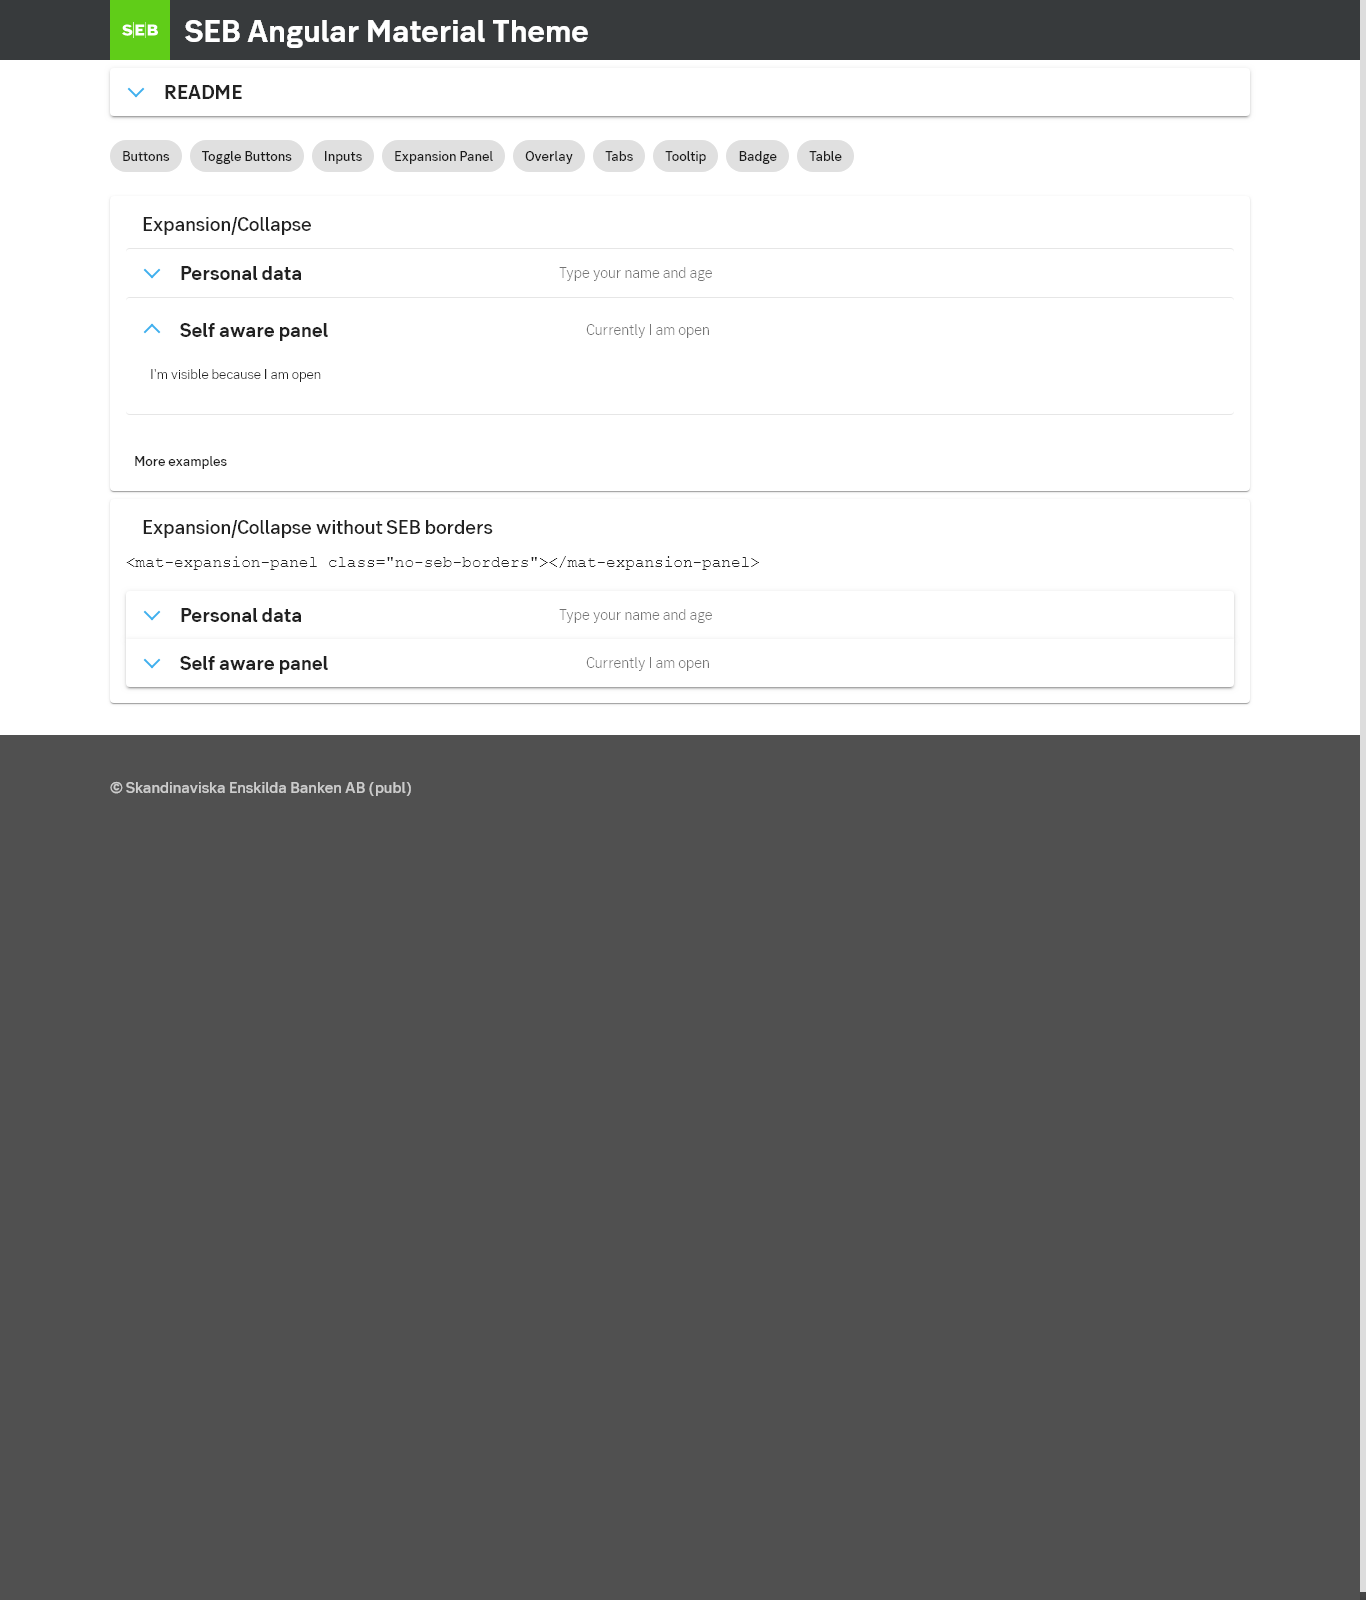 SEB SEB Angular Material Theme
README
Buttons Toggle Buttons Inputs Expansion Panel Overlay Tabs Tooltip Badge Table
Expansion/Collapse
Personal data Type your name and age
Self aware panel Currently I am open
I'm visible because I am open
More examples
Expansion/Collapse without SEB borders
<mat-expansion-panel class="no-seb-borders"></mat-expansion-panel>
Personal data Type your name and age
Self aware panel Currently I am open
© Skandinaviska Enskilda Banken AB (publ)